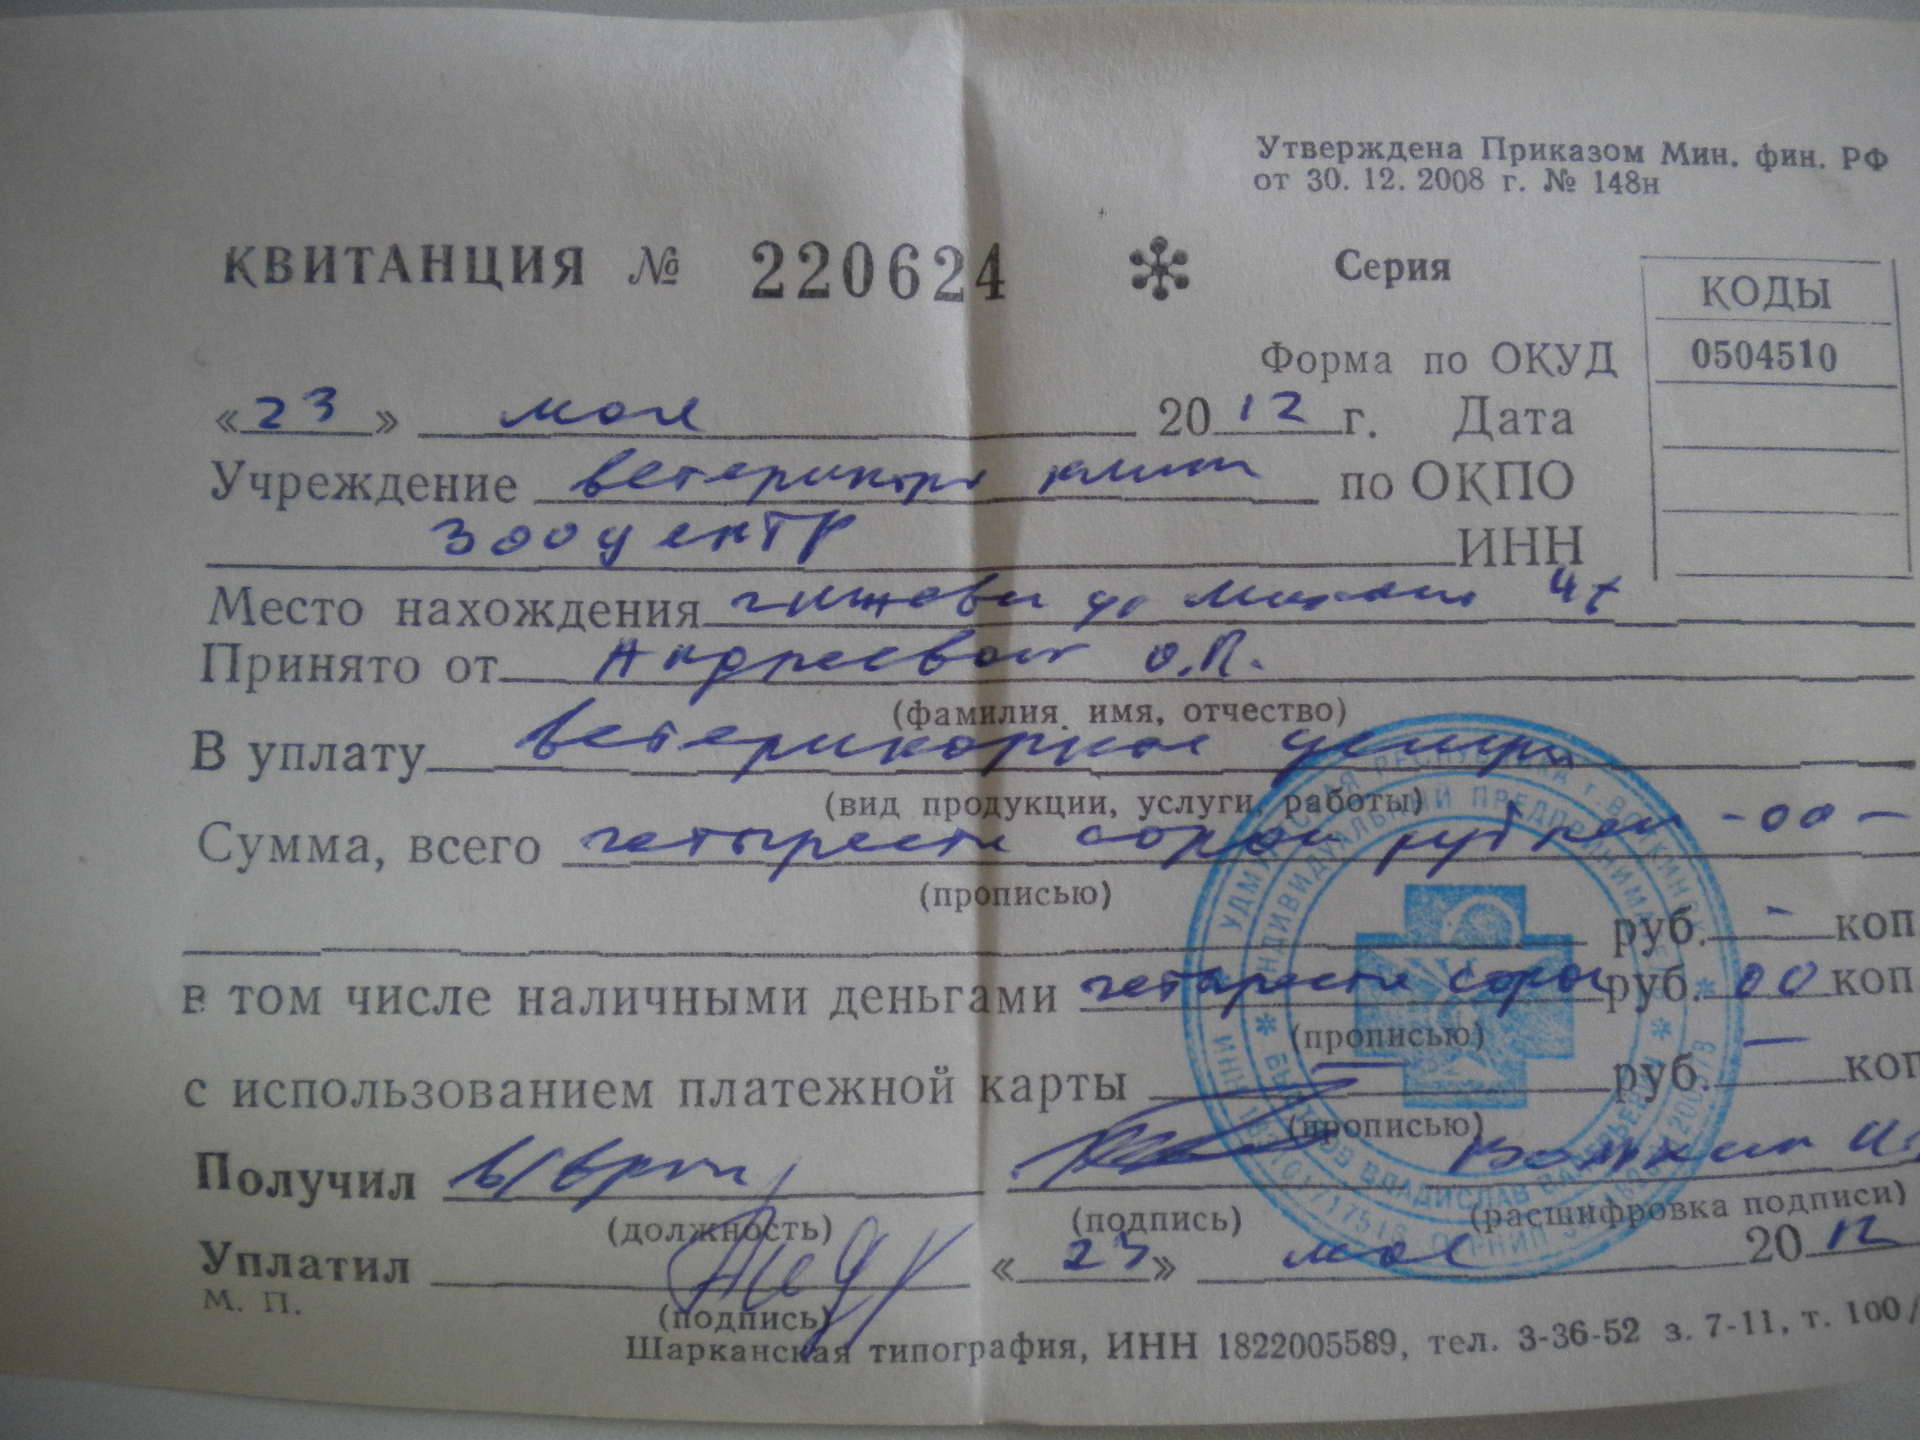 Утверждена Приказом Мин. фин. РФ
от 30. 12. 2008 г. № 148н
КВИТАНЦИЯ № 220624 * Серия
КОДЫ
Форма по ОКУД 0504510
«23» мая 2012 г. Дата
Учреждение по ОКПО
Зооцентр ИНН
Место нахождения
Принято от Андреевой О.П.
(фамилия, имя, отчество)
В уплату ветеринарные услуги
(вид продукции, услуги, работы)
Сумма, всего четыреста сорок рублей -00-
(прописью)
руб. - коп
в том числе наличными деньгами четыреста сорок руб. 00 коп
(прописью)
с использованием платежной карты — руб. — коп
(прописью)
Получил
(должность) (подпись) (расшифровка подписи)
Уплатил «23» мая 2012
М. П.
(подпись)
Шарканская типография, ИНН 1822005589, тел. 3-36-52 з. 7-11, т. 100/
ИНДИВИДУАЛЬНЫЙ ПРЕДПРИНИМАТЕЛЬ
ВЛАДИСЛАВ